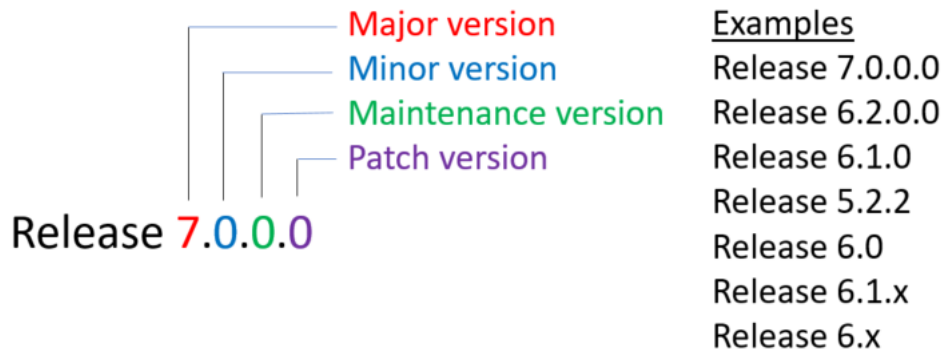 Major version
Minor version
Maintenance version
Patch version
Release 7.0.0.0
Examples
Release 7.0.0.0
Release 6.2.0.0
Release 6.1.0
Release 5.2.2
Release 6.0
Release 6.1.x
Release 6.x